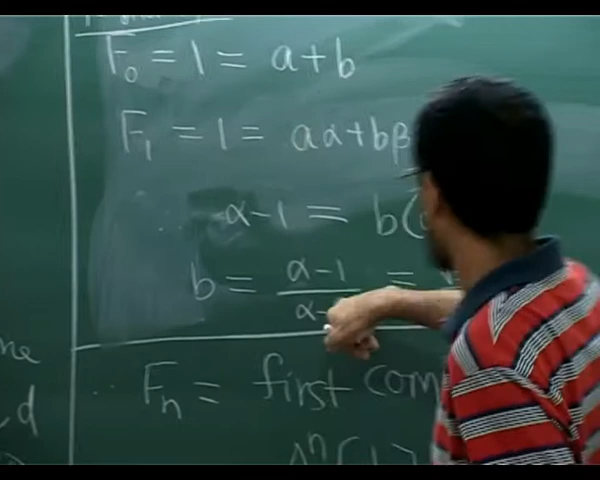 F₀ = 1 = a+b
F₁ = 1 = aα+bβ
α-1 = b(
b = α-1 / α- =
Fₙ = first com
d